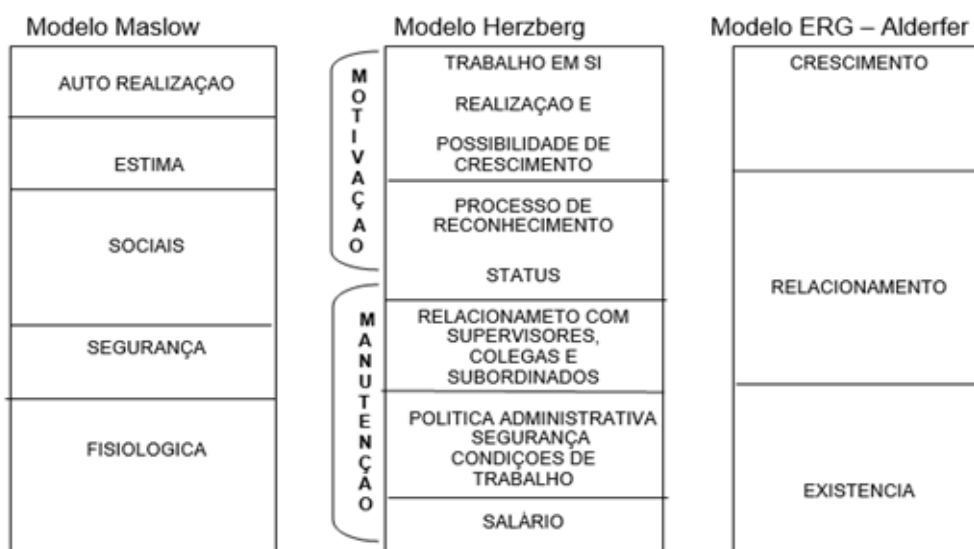 Modelo Maslow
AUTO REALIZAÇAO
ESTIMA
SOCIAIS
SEGURANÇA
FISIOLOGICA
Modelo Herzberg
MOTIVAÇAO
TRABALHO EM SI
REALIZAÇAO E
POSSIBILIDADE DE
CRESCIMENTO
PROCESSO DE
RECONHECIMENTO
STATUS
MANUTENÇÃO
RELACIONAMETO COM
SUPERVISORES,
COLEGAS E
SUBORDINADOS
POLITICA ADMINISTRATIVA
SEGURANÇA
CONDIÇOES DE
TRABALHO
SALÁRIO
Modelo ERG – Alderfer
CRESCIMENTO
RELACIONAMENTO
EXISTENCIA